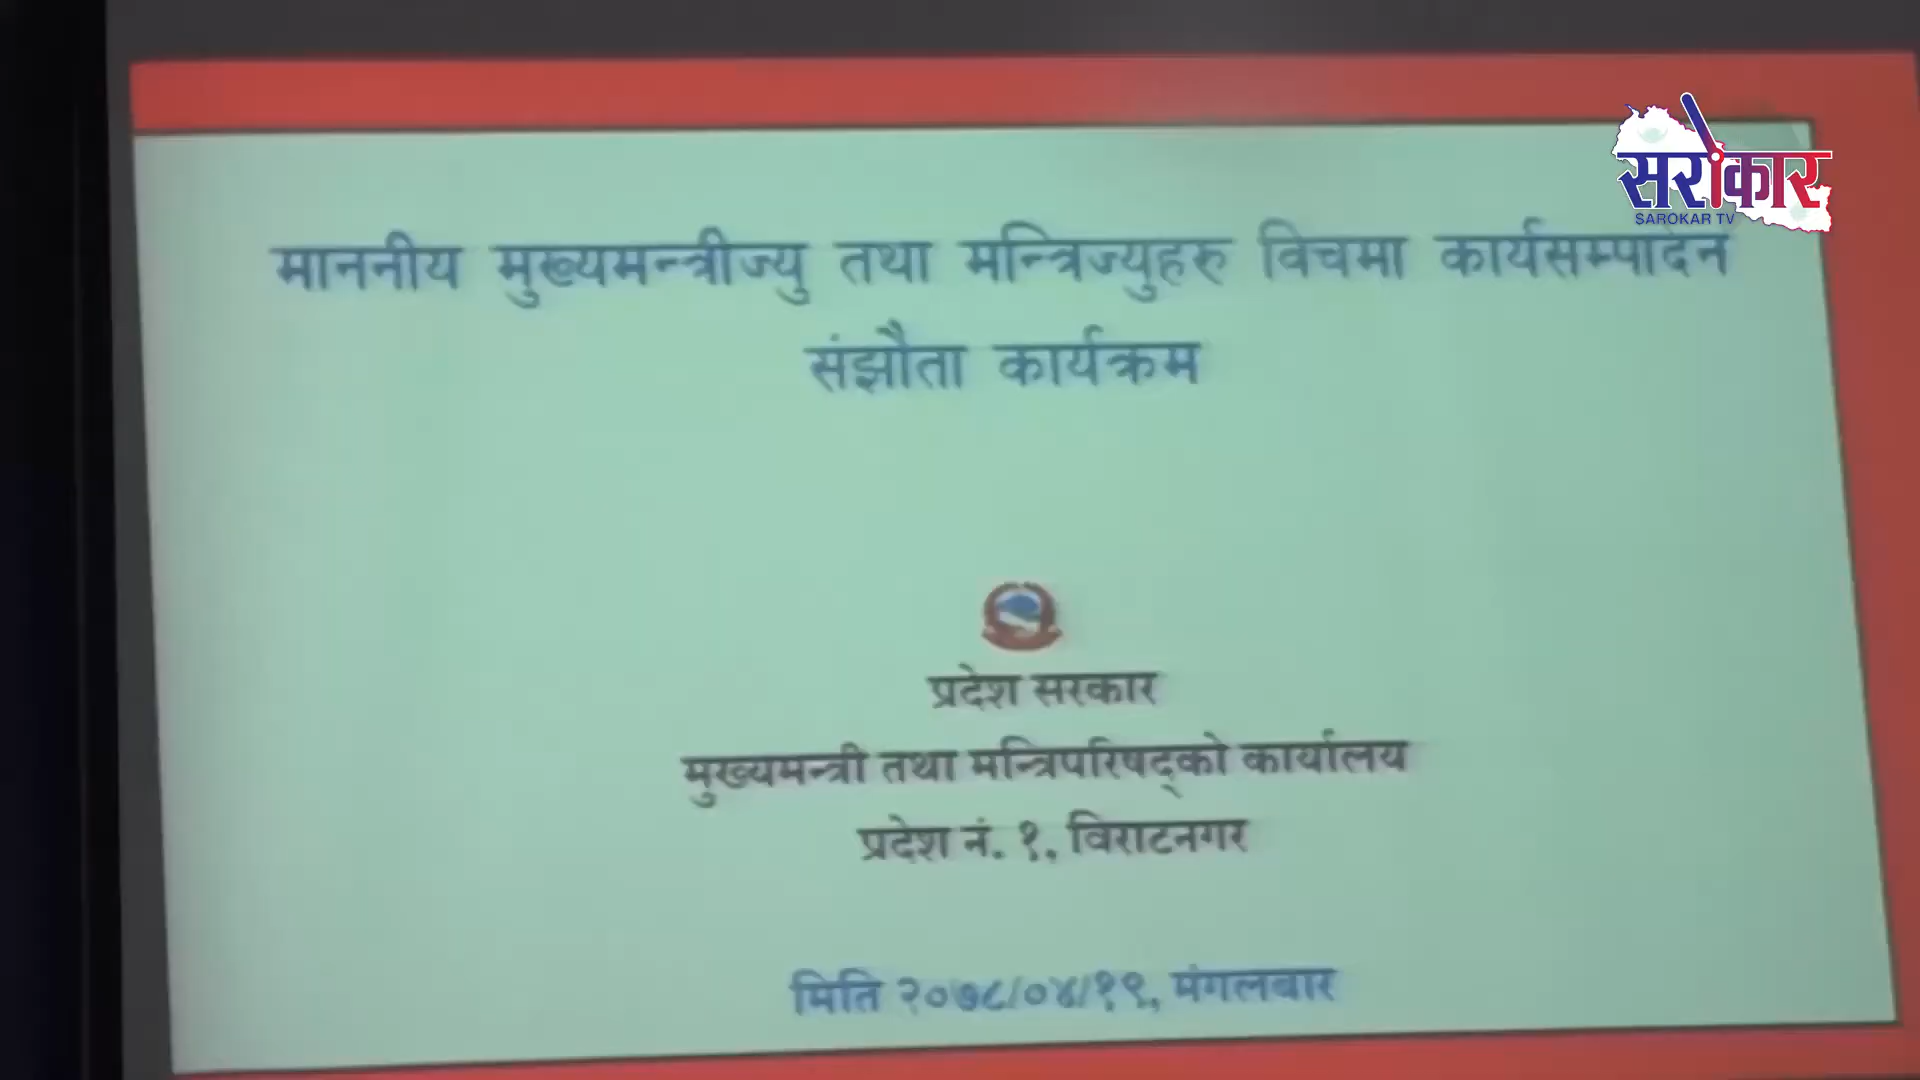 सरोकार
SAROKAR TV
माननीय मुख्यमन्त्रीज्यु तथा मन्त्रिज्युहरु विचमा कार्यसम्पादन
संझौता कार्यक्रम
प्रदेश सरकार
मुख्यमन्त्री तथा मन्त्रिपरिषद्को कार्यालय
प्रदेश नं. १, विराटनगर
मिति २०७८/०४/१९, मंगलबार